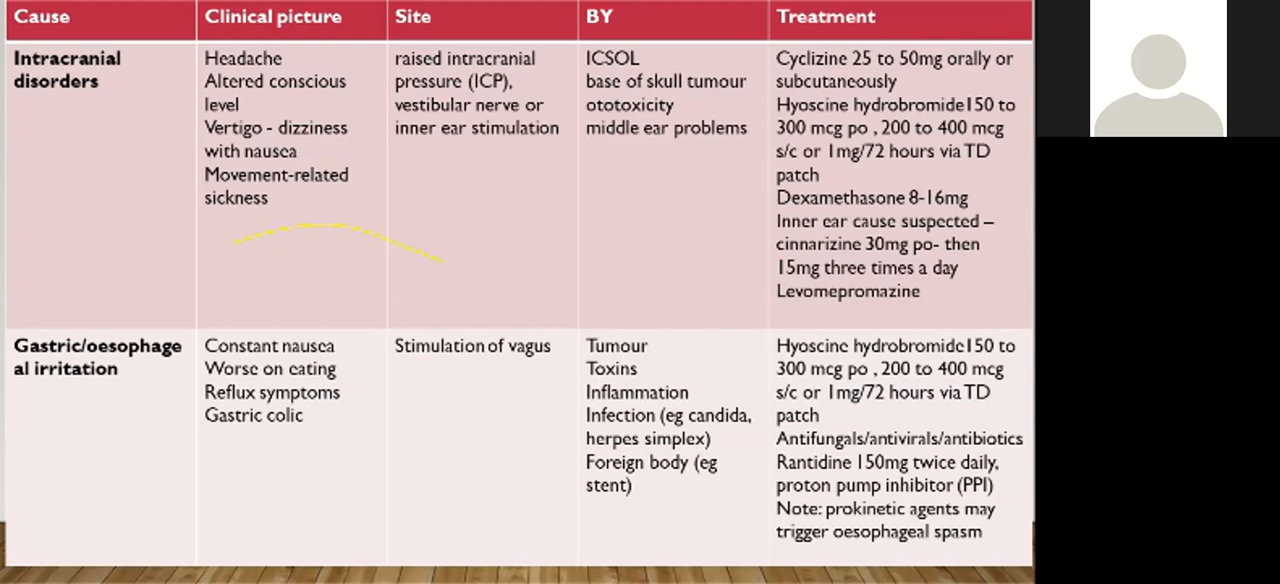 Cause
Clinical picture
Site
BY
Treatment
Intracranial
disorders
Headache
Altered conscious
level
Vertigo - dizziness
with nausea
Movement-related
sickness
raised intracranial
pressure (ICP),
vestibular nerve or
inner ear stimulation
ICSOL
base of skull tumour
ototoxicity
middle ear problems
Cyclizine 25 to 50mg orally or
subcutaneously
Hyoscine hydrobromide150 to
300 mcg po , 200 to 400 mcg
s/c or 1mg/72 hours via TD
patch
Dexamethasone 8-16mg
Inner ear cause suspected –
cinnarizine 30mg po- then
15mg three times a day
Levomepromazine
Gastric/oesophage
al irritation
Constant nausea
Worse on eating
Reflux symptoms
Gastric colic
Stimulation of vagus
Tumour
Toxins
Inflammation
Infection (eg candida,
herpes simplex)
Foreign body (eg
stent)
Hyoscine hydrobromide150 to
300 mcg po , 200 to 400 mcg
s/c or 1mg/72 hours via TD
patch
Antifungals/antivirals/antibiotics
Rantidine 150mg twice daily,
proton pump inhibitor (PPI)
Note: prokinetic agents may
trigger oesophageal spasm